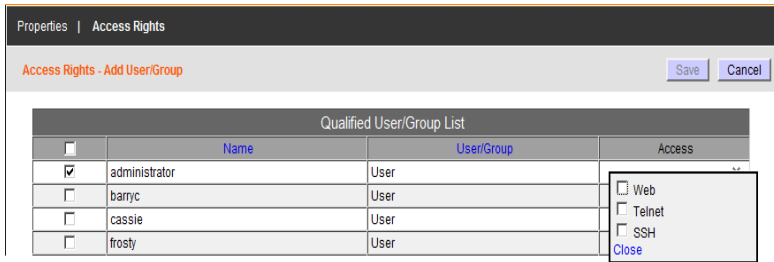 Properties | Access Rights
Access Rights - Add User/Group
Save Cancel
Qualified User/Group List
Name User/Group Access
administrator User
barryc User
cassie User
frosty User
Web
Telnet
SSH
Close